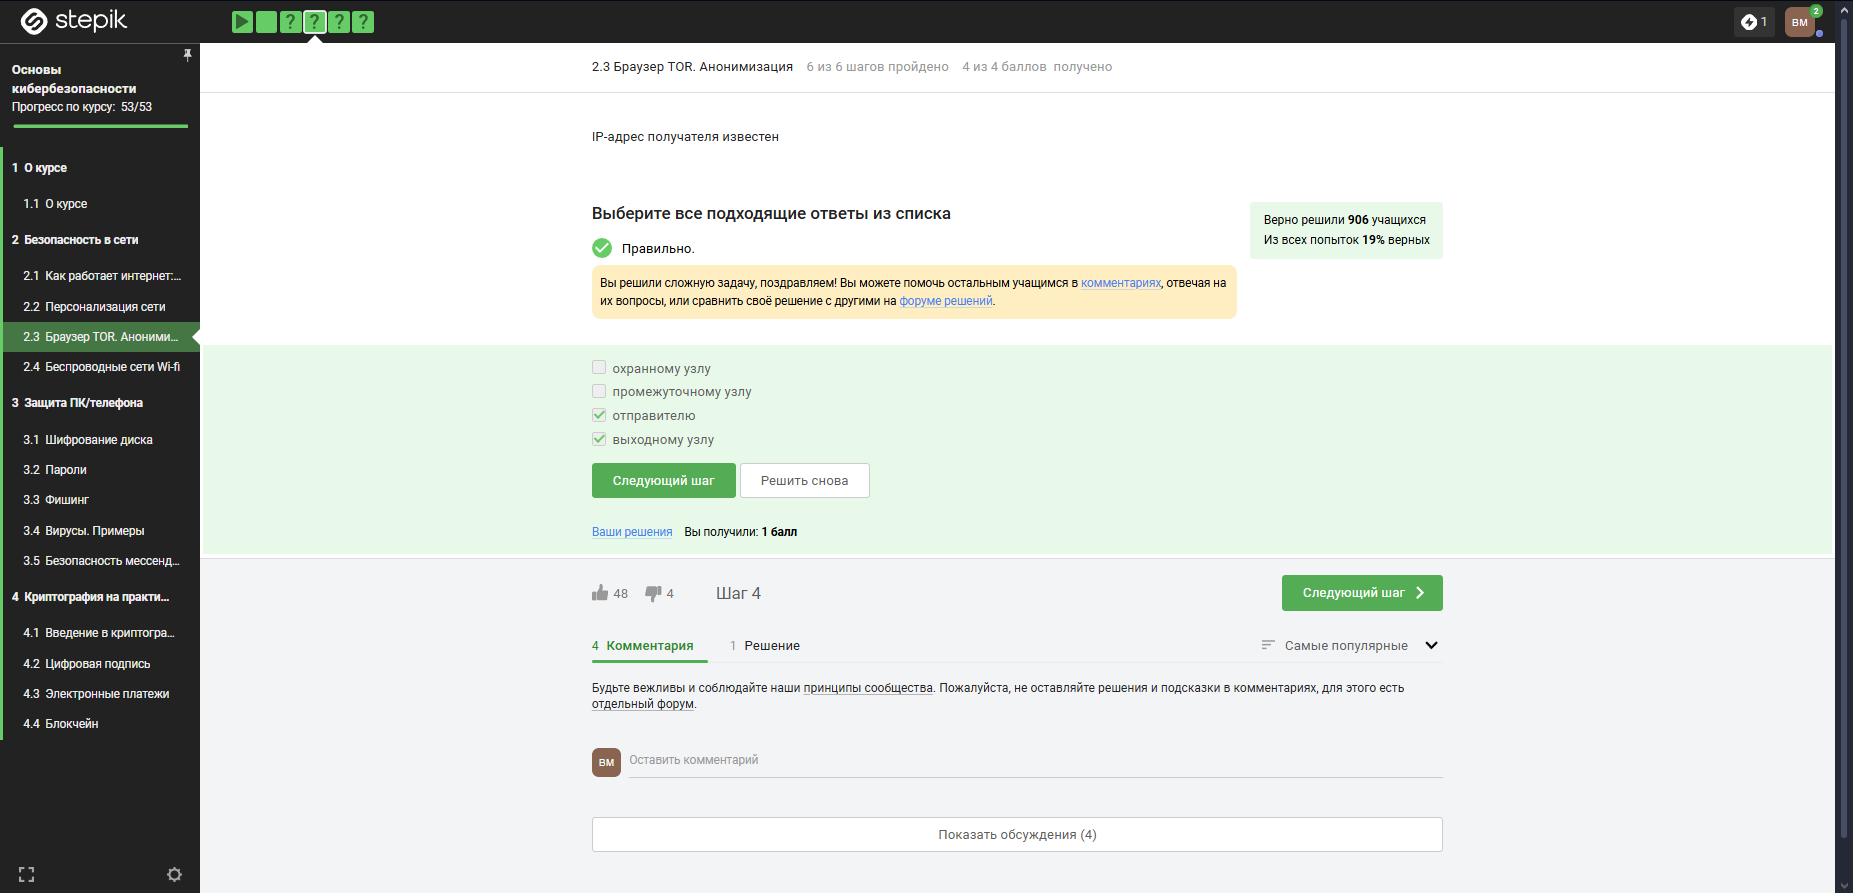 stepik
? ? ? ?
1
ВМ
2
Основы
кибербезопасности
Прогресс по курсу: 53/53
1 О курсе
1.1 О курсе
2 Безопасность в сети
2.1 Как работает интернет:...
2.2 Персонализация сети
2.3 Браузер TOR. Аноними...
2.4 Беспроводные сети Wi-fi
3 Защита ПК/телефона
3.1 Шифрование диска
3.2 Пароли
3.3 Фишинг
3.4 Вирусы. Примеры
3.5 Безопасность мессенд...
4 Криптография на практи...
4.1 Введение в криптогра...
4.2 Цифровая подпись
4.3 Электронные платежи
4.4 Блокчейн
2.3 Браузер TOR. Анонимизация 6 из 6 шагов пройдено 4 из 4 баллов получено
IP-адрес получателя известен
Выберите все подходящие ответы из списка
Верно решили 906 учащихся
Из всех попыток 19% верных
Правильно.
Вы решили сложную задачу, поздравляем! Вы можете помочь остальным учащимся в комментариях, отвечая на
их вопросы, или сравнить своё решение с другими на форуме решений.
охранному узлу
промежуточному узлу
отправителю
выходному узлу
Следующий шаг Решить снова
Ваши решения Вы получили: 1 балл
48 4 Шаг 4 Следующий шаг
4 Комментария 1 Решение Самые популярные
Будьте вежливы и соблюдайте наши принципы сообщества. Пожалуйста, не оставляйте решения и подсказки в комментариях, для этого есть
отдельный форум.
ВМ Оставить комментарий
Показать обсуждения (4)